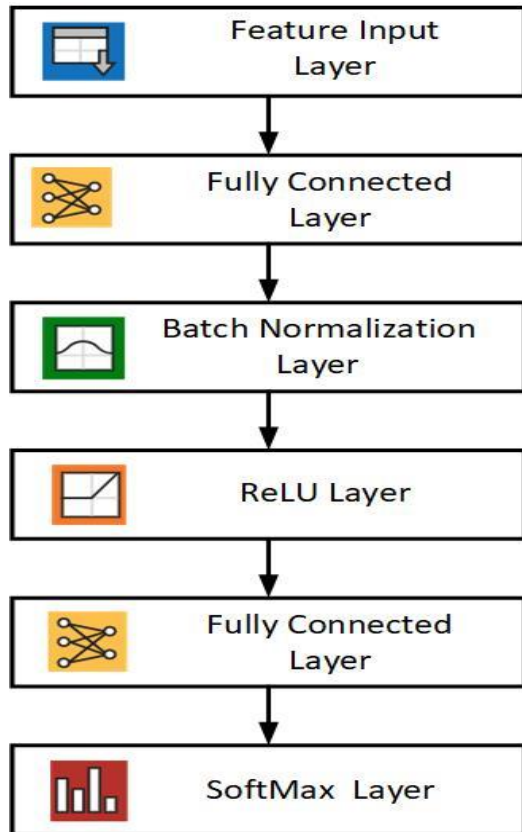 Feature Input
Layer
Fully Connected
Layer
Batch Normalization
Layer
ReLU Layer
Fully Connected
Layer
SoftMax Layer